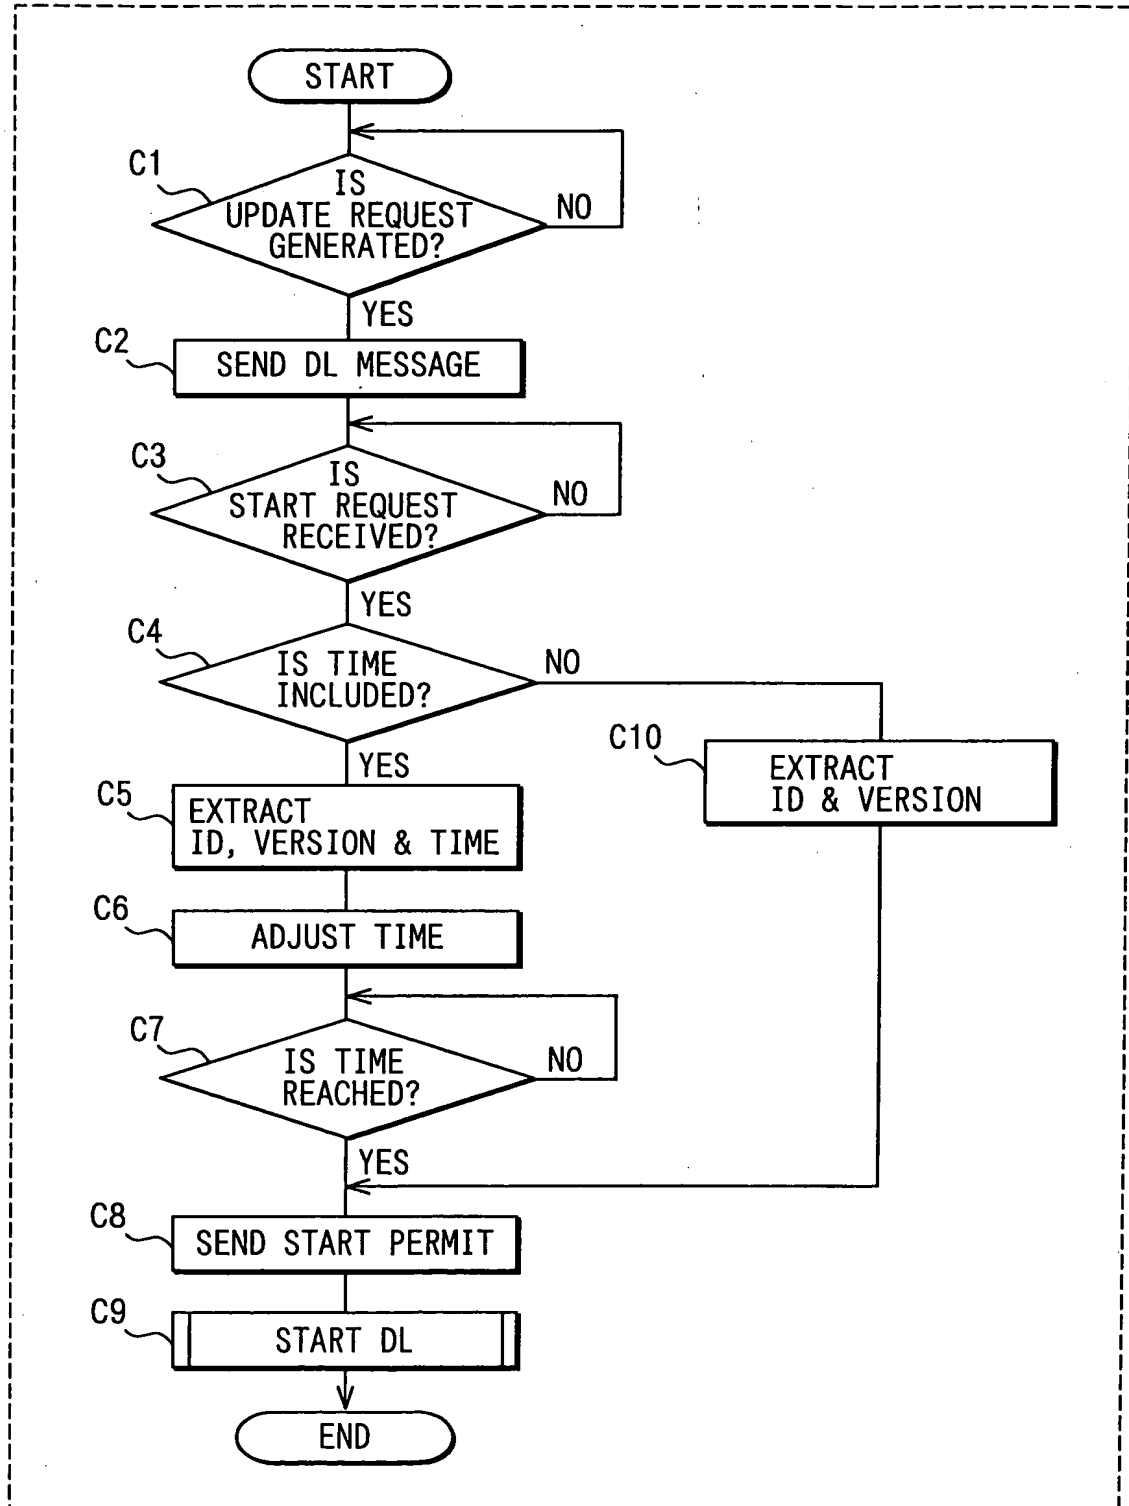 START
C1
IS
UPDATE REQUEST
GENERATED?
NO
YES
C2
SEND DL MESSAGE
C3
IS
START REQUEST
RECEIVED?
NO
YES
C4
IS TIME
INCLUDED?
NO
YES
C10
EXTRACT
ID & VERSION
C5
EXTRACT
ID, VERSION & TIME
C6
ADJUST TIME
C7
IS TIME
REACHED?
NO
YES
C8
SEND START PERMIT
C9
START DL
END